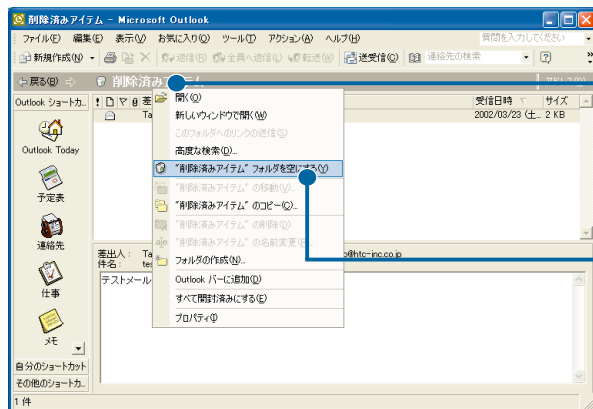 削除済みアイテム - Microsoft Outlook
ファイル(F) 編集(E) 表示(V) お気に入り(O) ツール(T) アクション(A) ヘルプ(H) 質問を入力してください
新規作成(N) 返信(R) 全員へ返信(L) 転送(W) 送受信(C) 連絡先の検索
戻る(B) 削除済みアイテム
Outlook ショートカ.. 受信日時 サイズ
Ta 2002/03/23 (土... 2 KB
開く(O)
新しいウィンドウで開く(W)
このフォルダへのリンクの送信(S)
高度な検索(D)...
"削除済みアイテム" フォルダを空にする(Y)
"削除済みアイテム" の移動(V)...
"削除済みアイテム" のコピー(C)...
"削除済みアイテム" の削除(D)
"削除済みアイテム" の名前変更
フォルダの作成(N)...
Outlook バーに追加(D)
すべて開封済みにする(E)
プロパティ(I)
Outlook Today
予定表
連絡先
仕事
メモ
自分のショートカット
その他のショートカ..
差出人: Ta @htc-inc.co.jp
件名: tes
テストメール
1 件